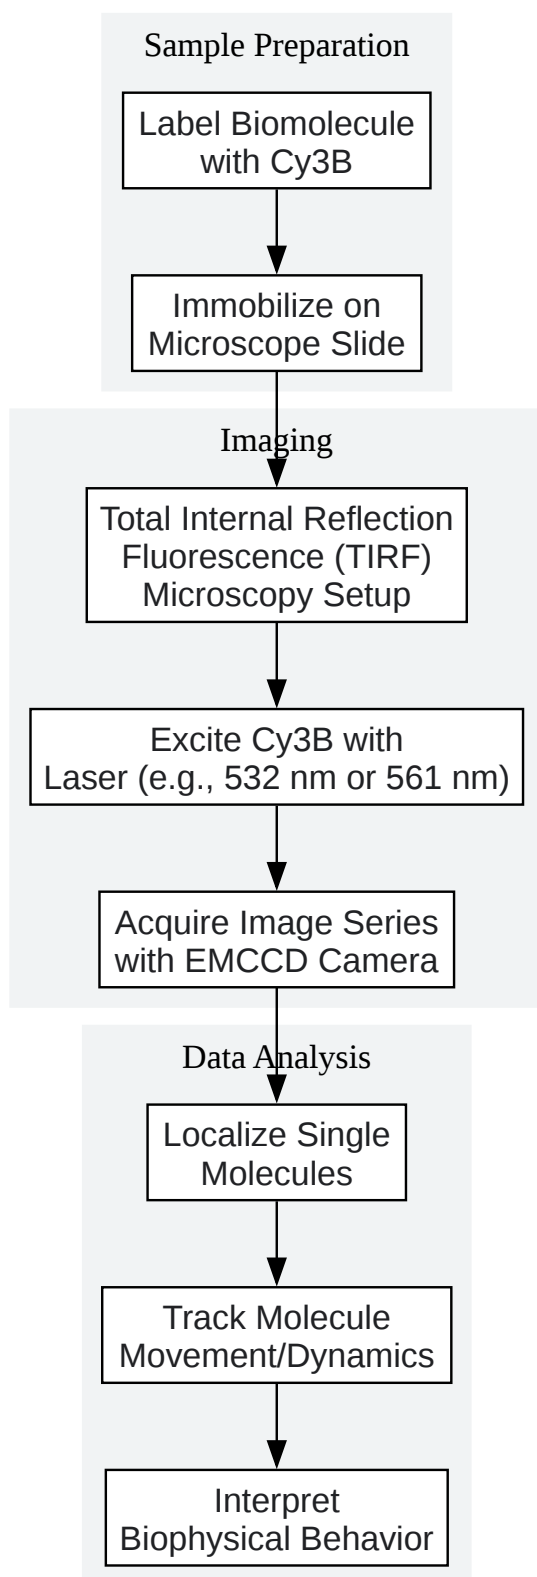 Sample Preparation
Label Biomolecule
with Cy3B
Immobilize on
Microscope Slide
Imaging
Total Internal Reflection
Fluorescence (TIRF)
Microscopy Setup
Excite Cy3B with
Laser (e.g., 532 nm or 561 nm)
Acquire Image Series
with EMCCD Camera
Data Analysis
Localize Single
Molecules
Track Molecule
Movement/Dynamics
Interpret
Biophysical Behavior